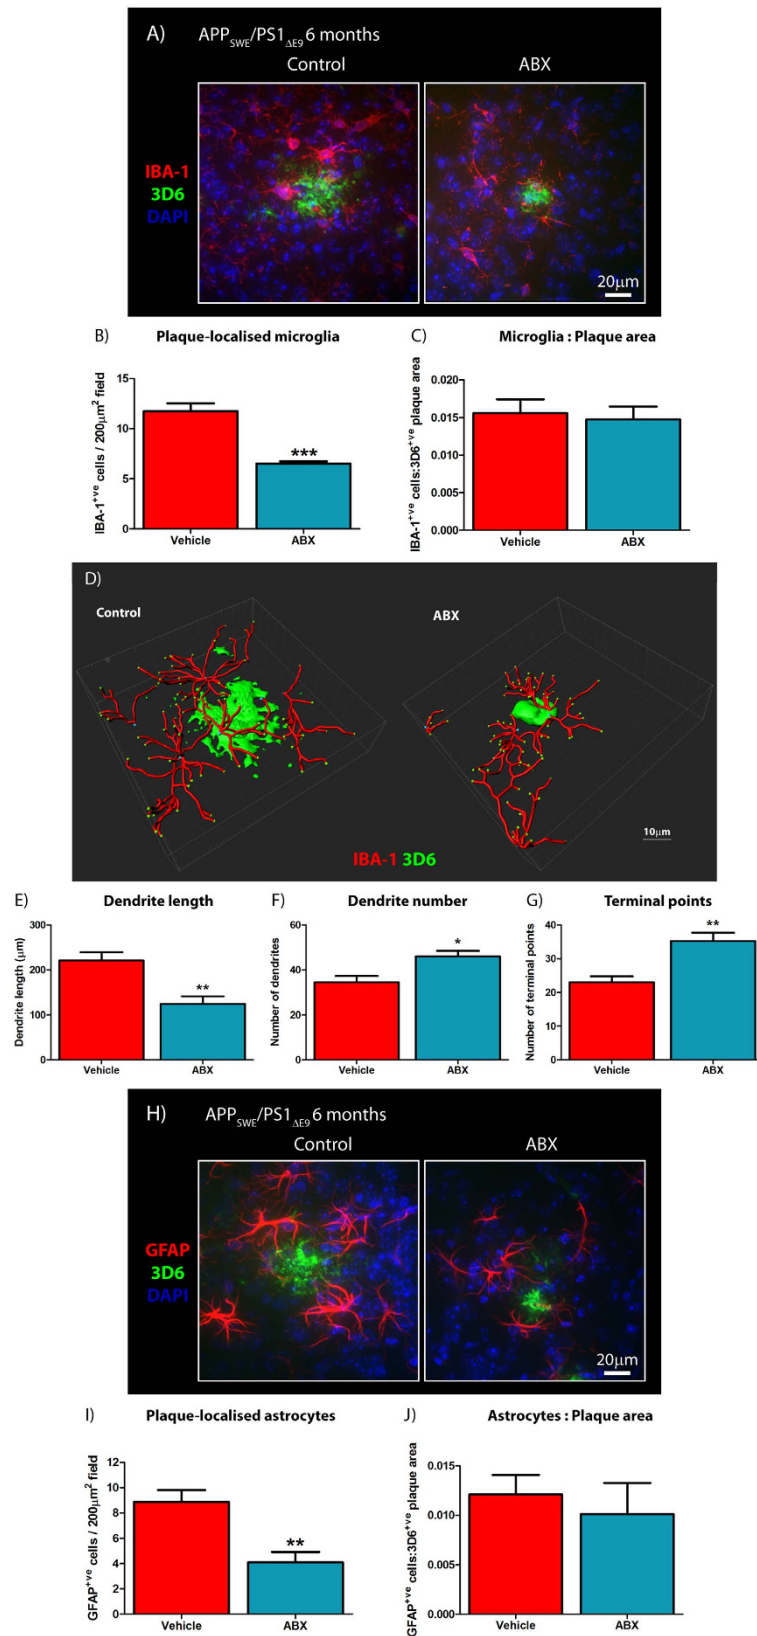 A) APP_SWE/PS1_ΔE9 6 months
Control ABX
IBA-1
3D6
DAPI
20μm
B) Plaque-localised microglia
IBA-1+ve cells / 200μm2 field
15
10
5
0
***
Vehicle ABX
C) Microglia : Plaque area
IBA-1+ve cells:3D6+ve plaque area
0.020
0.015
0.010
0.005
0.000
Vehicle ABX
D)
Control ABX
10μm
IBA-1 3D6
E) Dendrite length
Dendrite length (μm)
300
200
100
0
**
Vehicle ABX
F) Dendrite number
Number of dendrites
60
40
20
0
*
Vehicle ABX
G) Terminal points
Number of terminal points
40
30
20
10
0
**
Vehicle ABX
H) APP_SWE/PS1_ΔE9 6 months
Control ABX
GFAP
3D6
DAPI
20μm
I) Plaque-localised astrocytes
GFAP+ve cells / 200μm2 field
12
10
8
6
4
2
0
**
Vehicle ABX
J) Astrocytes : Plaque area
GFAP+ve cells:3D6+ve plaque area
0.015
0.010
0.005
0.000
Vehicle ABX